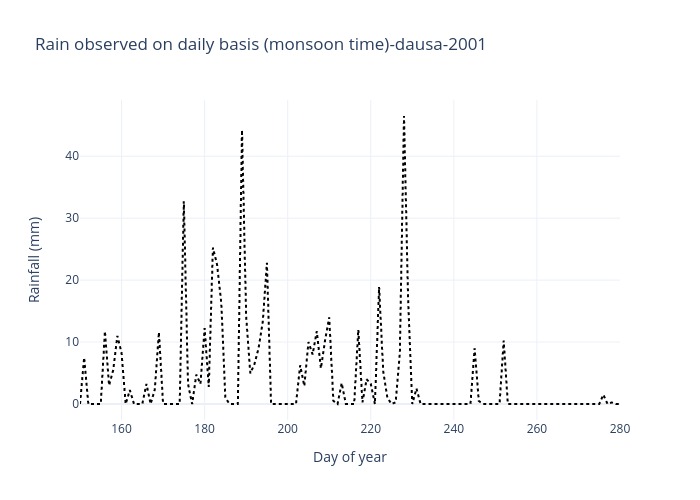 Rain observed on daily basis (monsoon time)-dausa-2001
40
30
20
10
0
Rainfall (mm)
160 180 200 220 240 260 280
Day of year